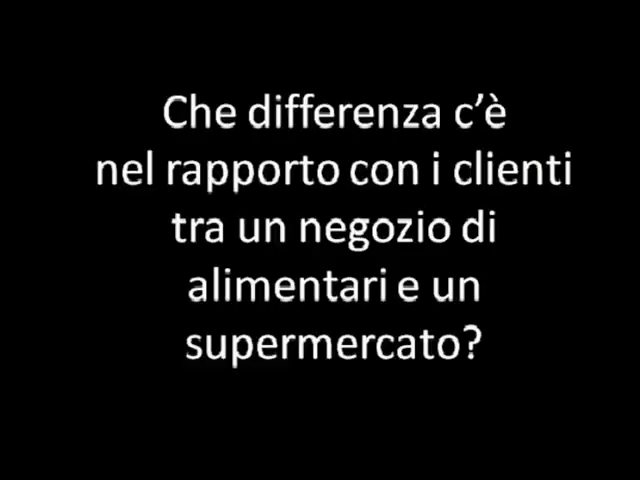 Che differenza c’è
nel rapporto con i clienti
tra un negozio di
alimentari e un
supermercato?